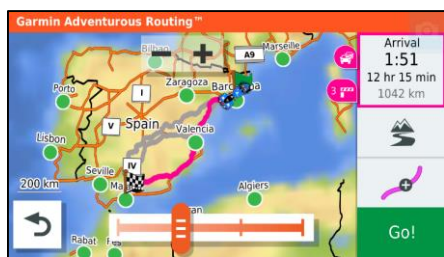 Garmin Adventurous Routing™
Bilbao
A9
Marseille
Zaragoza
Porto
I
V
Spain
Valencia
Lisbon
IV
Seville
200 km
Algiers
Rabat
3
Arrival
1:51
12 hr 15 min
1042 km
Go!